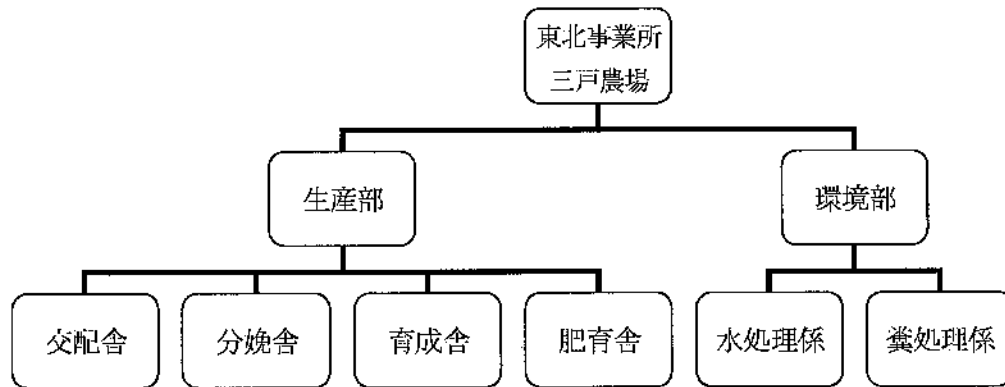 東北事業所
三戸農場
生産部
環境部
交配舎
分娩舎
育成舎
肥育舎
水処理係
糞処理係